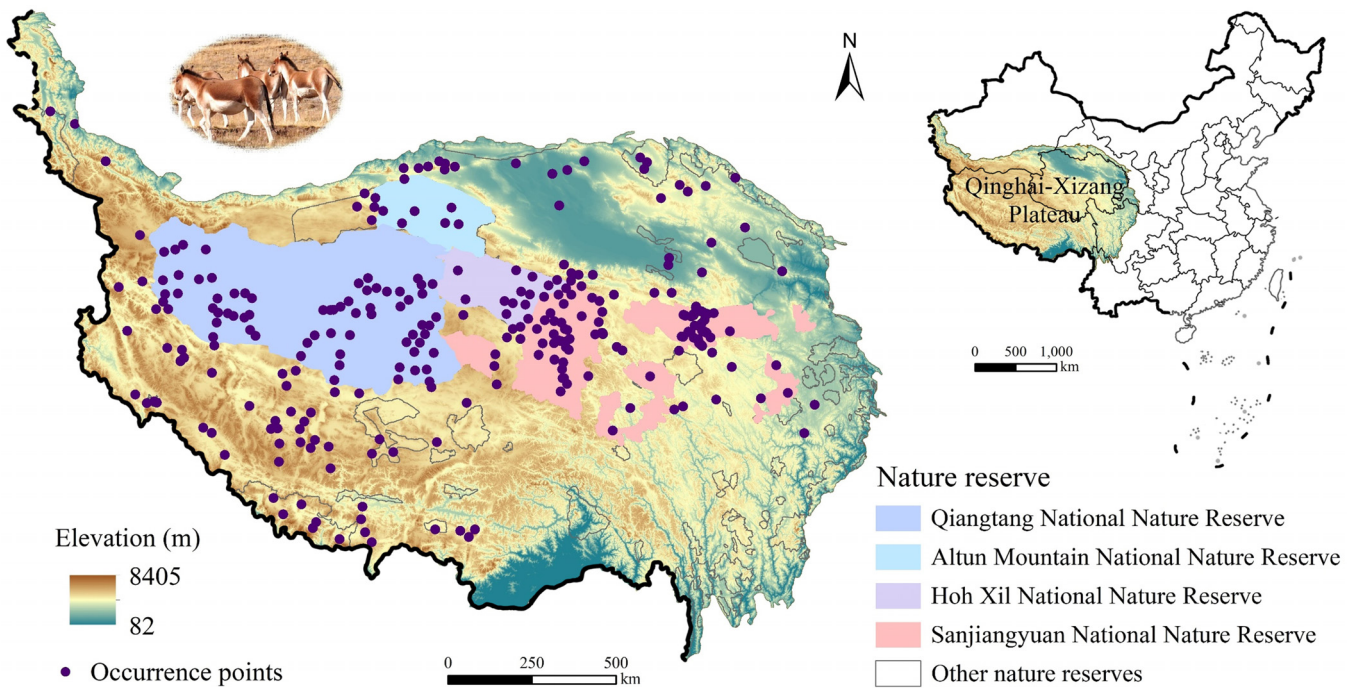 N
Qinghai-Xizang
Plateau
0 500 1,000
km
Nature reserve
Qiangtang National Nature Reserve
Altun Mountain National Nature Reserve
Hoh Xil National Nature Reserve
Sanjiangyuan National Nature Reserve
Other nature reserves
Elevation (m)
8405
82
Occurrence points
0 250 500
km